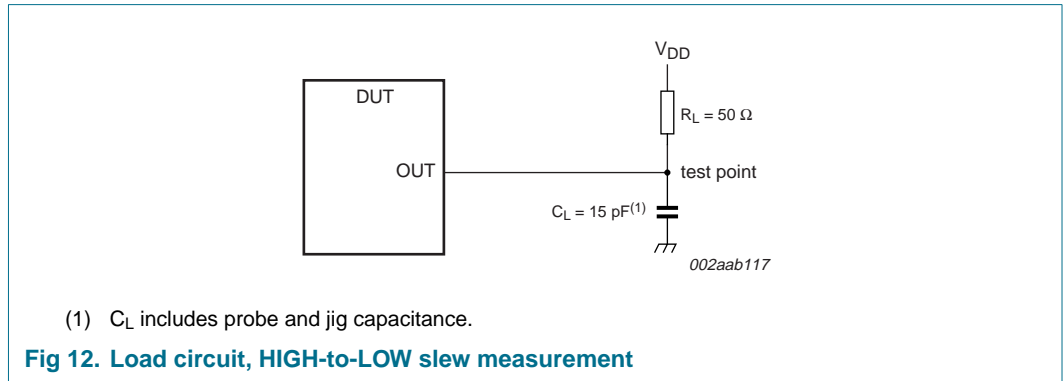 V_DD
DUT
R_L = 50 Ω
OUT
test point
C_L = 15 pF(1)
002aab117
(1) C_L includes probe and jig capacitance.
Fig 12. Load circuit, HIGH-to-LOW slew measurement